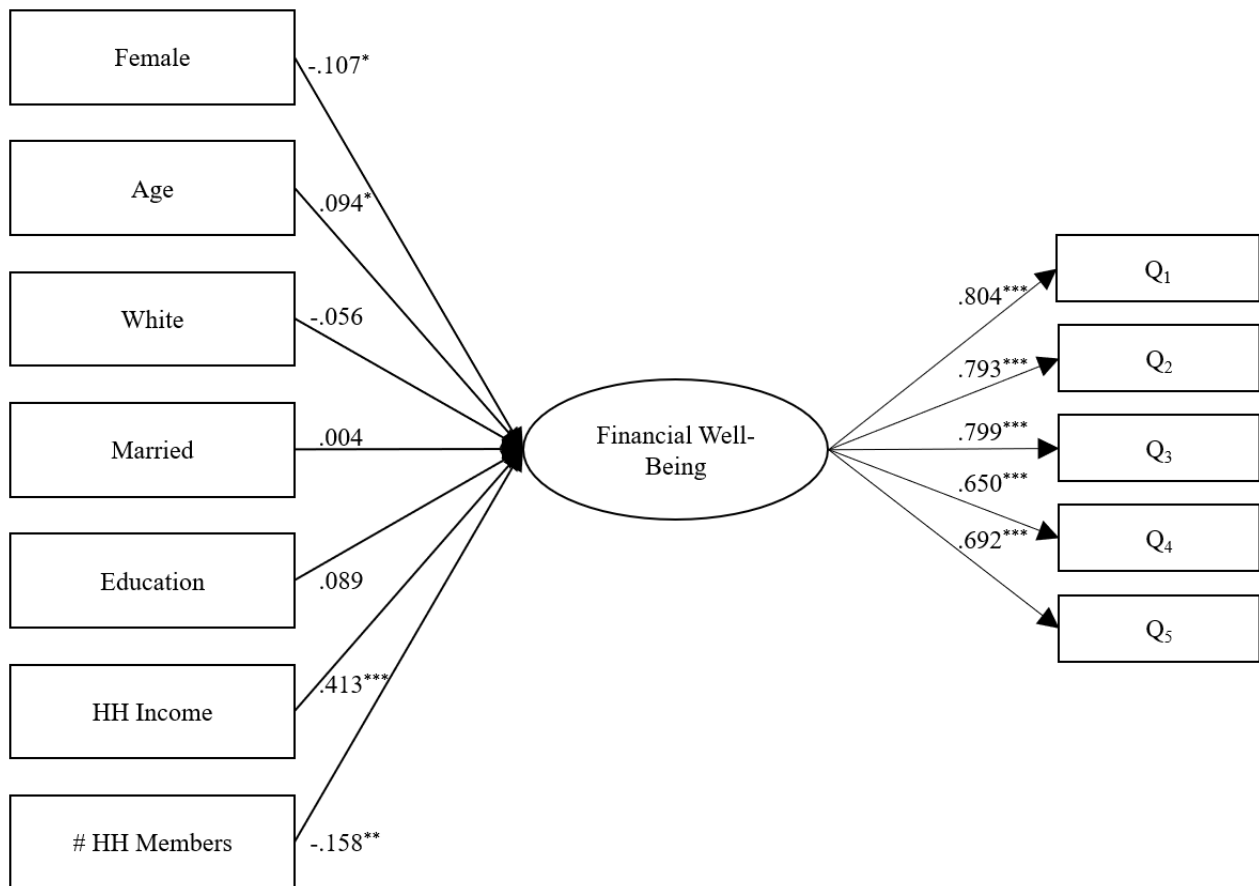 Female
-.107*
Age
.094*
White
-.056
Married
.004
Education
.089
HH Income
.413***
# HH Members
-.158**
Financial Well-
Being
.804***
Q₁
.793***
Q₂
.799***
Q₃
.650***
Q₄
.692***
Q₅